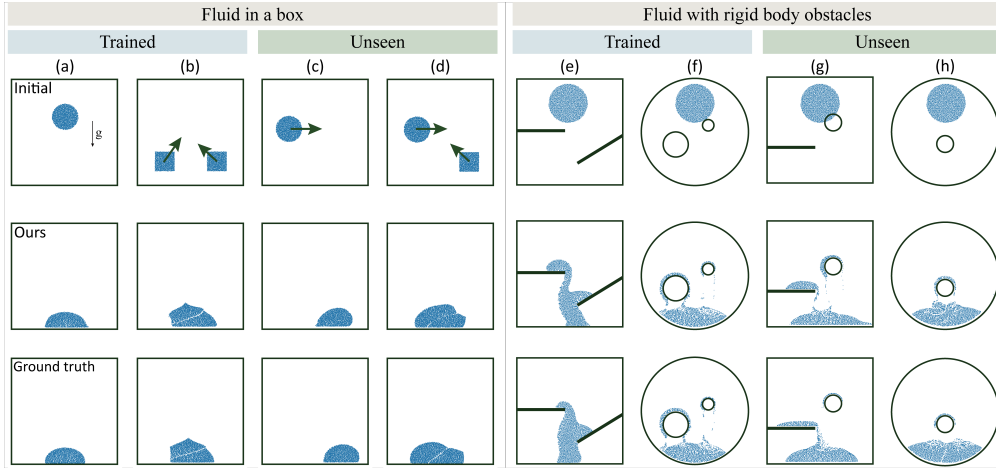 Fluid in a box
Fluid with rigid body obstacles
Trained
Unseen
Trained
Unseen
(a)
(b)
(c)
(d)
(e)
(f)
(g)
(h)
Initial
g
Ours
Ground truth